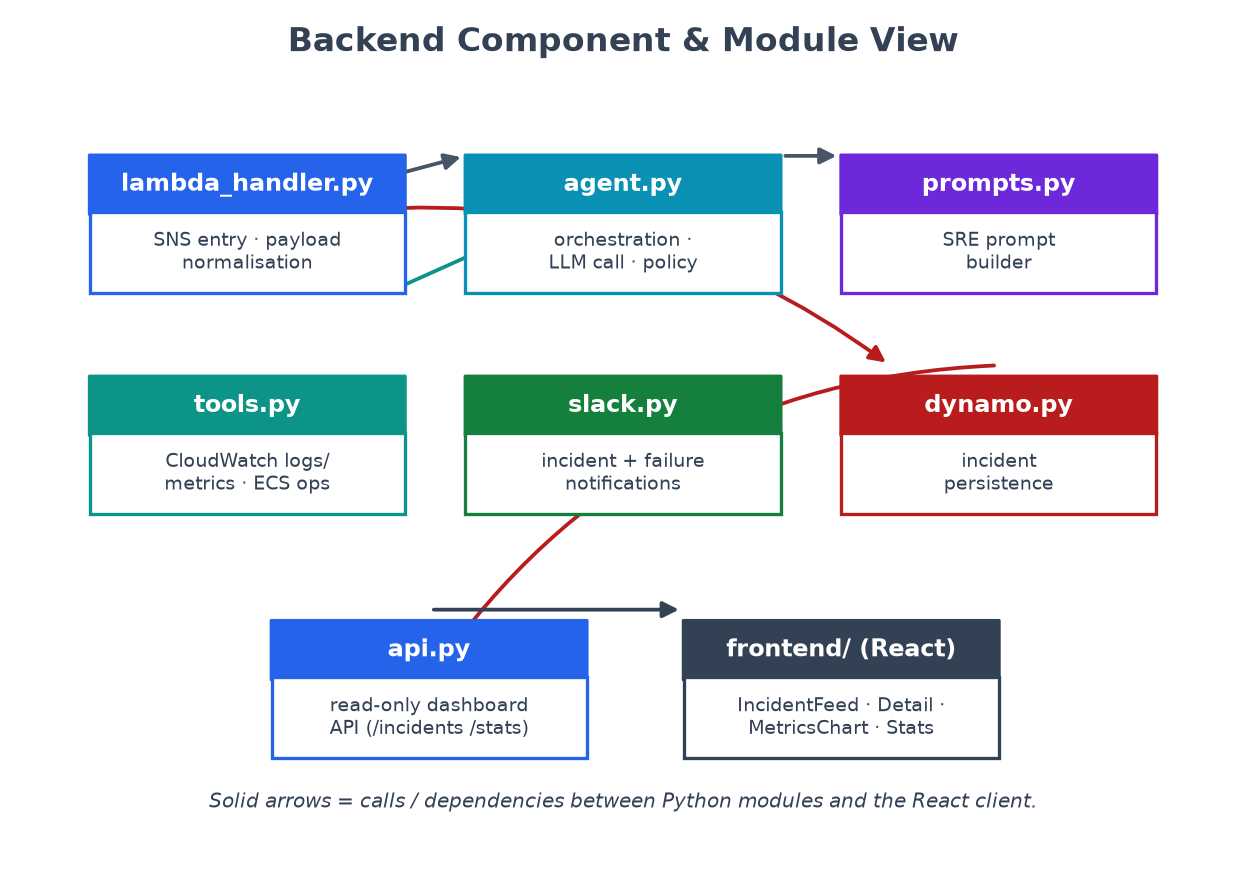 Backend Component & Module View
lambda_handler.py
SNS entry · payload
normalisation
agent.py
orchestration ·
LLM call · policy
prompts.py
SRE prompt
builder
tools.py
CloudWatch logs/
metrics · ECS ops
slack.py
incident + failure
notifications
dynamo.py
incident
persistence
api.py
read-only dashboard
API (/incidents /stats)
frontend/ (React)
IncidentFeed · Detail ·
MetricsChart · Stats
Solid arrows = calls / dependencies between Python modules and the React client.